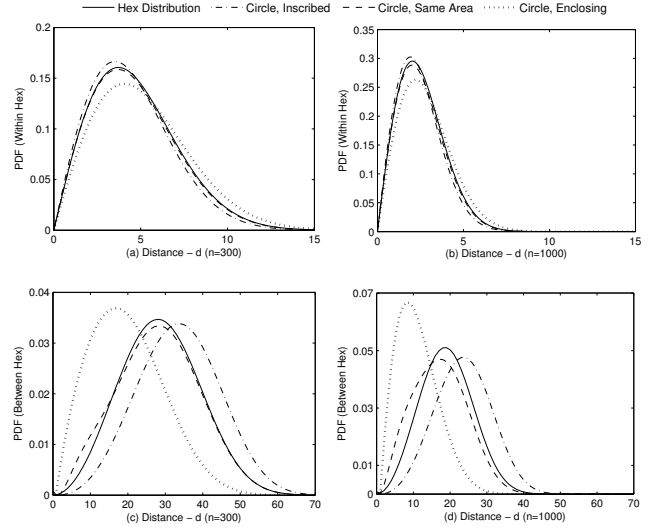 Hex Distribution Circle, Inscribed Circle, Same Area Circle, Enclosing
PDF (Within Hex)
0.2
0.15
0.1
0.05
0
0 5 10 15
(a) Distance – d (n=300)
PDF (Within Hex)
0.35
0.30
0.25
0.20
0.15
0.10
0.05
0
0 5 10 15
(b) Distance – d (n=1000)
PDF (Between Hex)
0.04
0.03
0.02
0.01
0
0 10 20 30 40 50 60 70
(c) Distance – d (n=300)
PDF (Between Hex)
0.07
0.05
0.03
0.01
0
0 10 20 30 40 50 60 70
(d) Distance – d (n=1000)